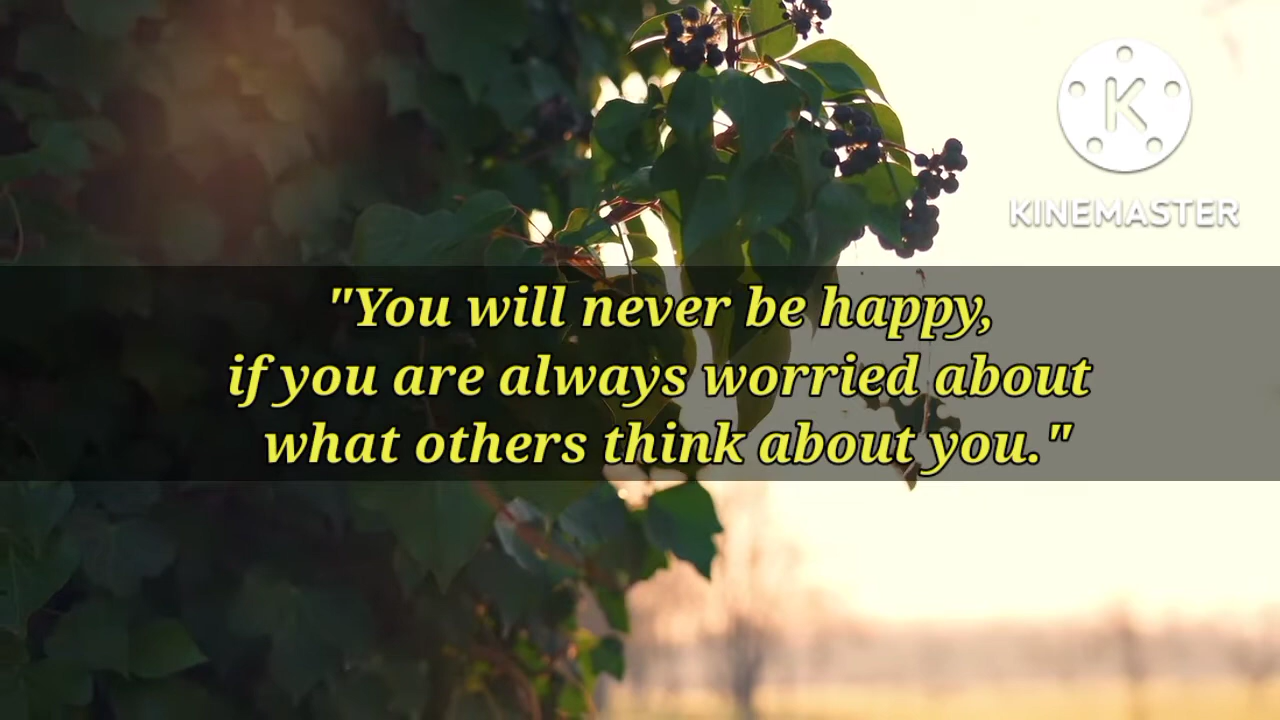 K
KINEMASTER
"You will never be happy,
if you are always worried about
what others think about you."